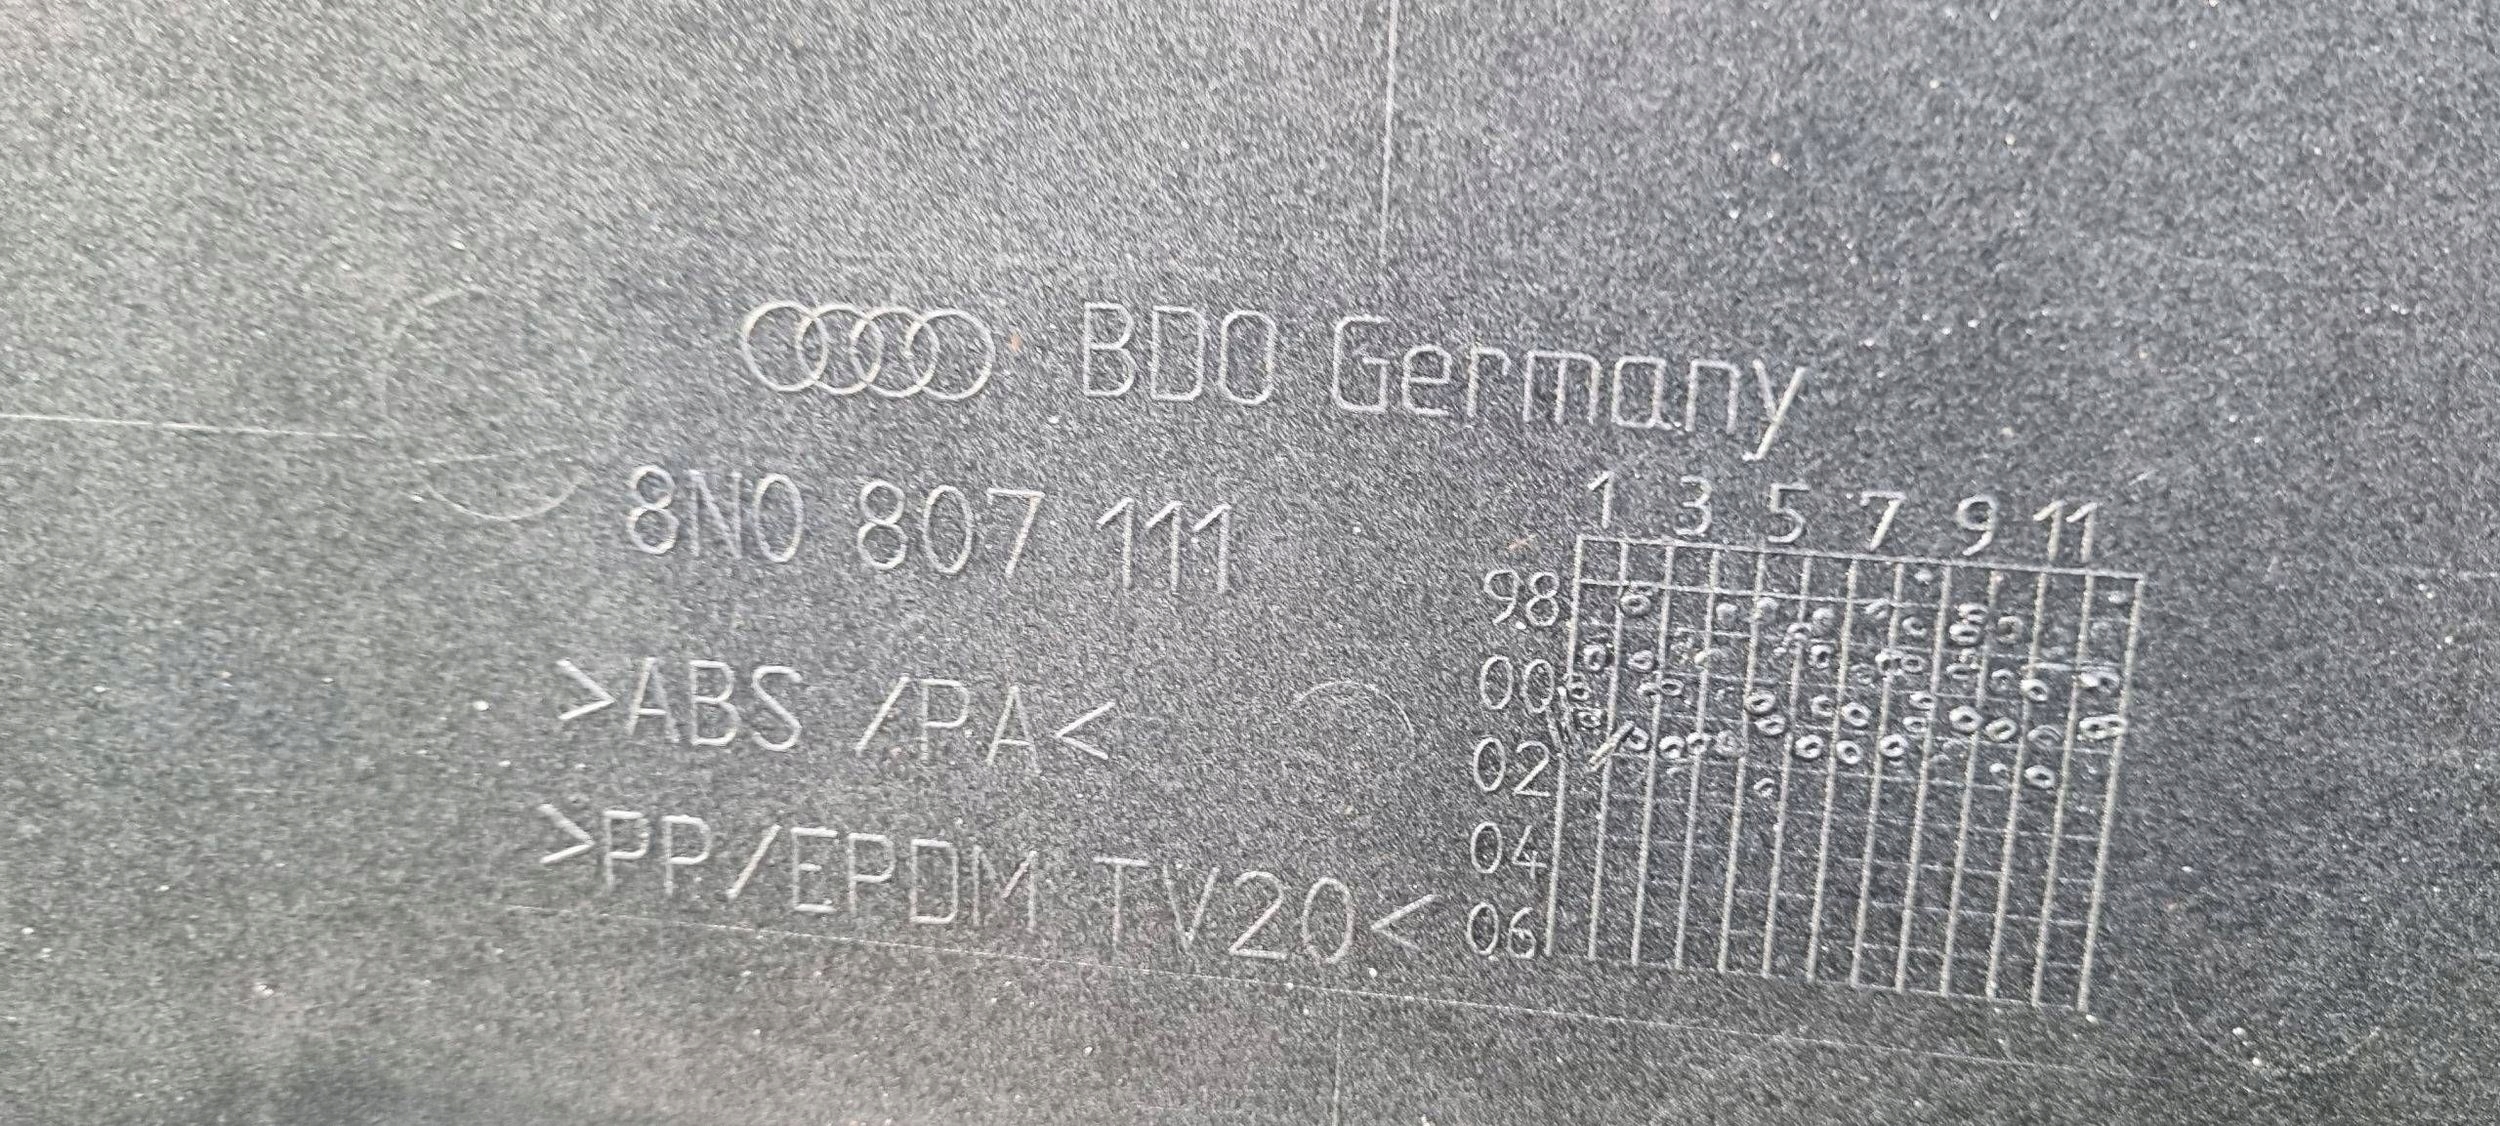 BDO Germany
8N0 807 111
>ABS /PA<
>PP/EPDM TV20<
1 3 5 7 9 11
98
00
02
04
06